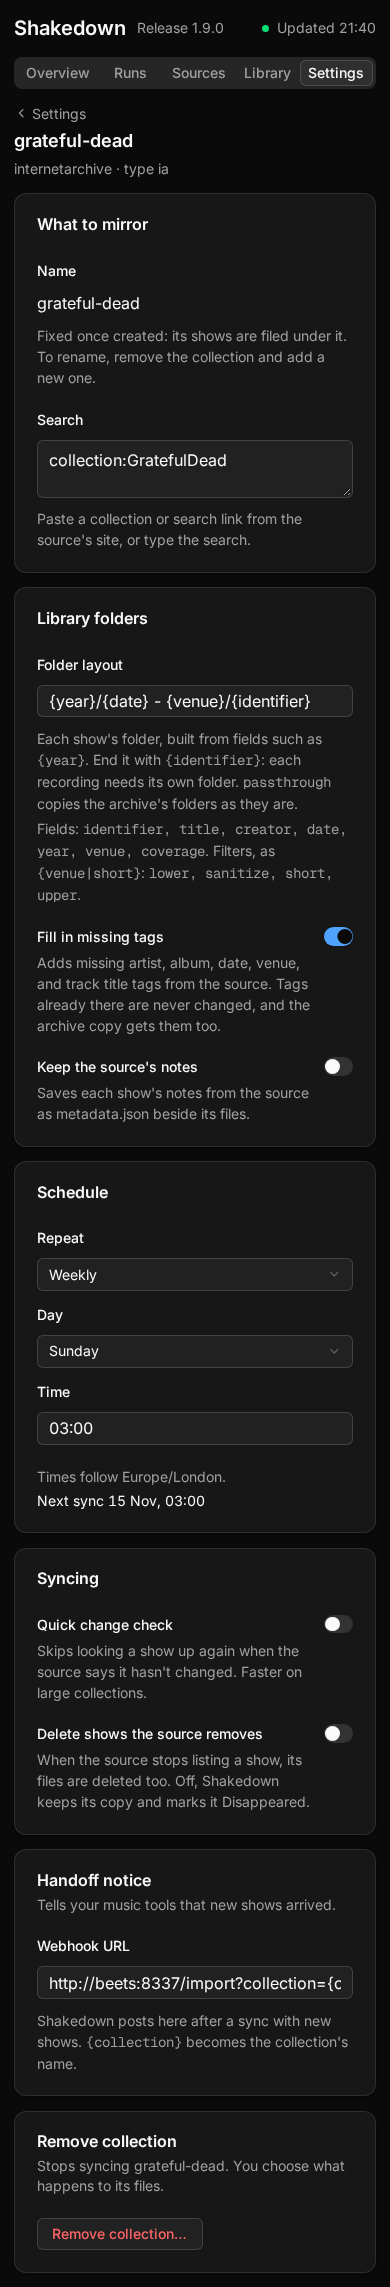 Shakedown Release 1.9.0 Updated 21:40
Overview Runs Sources Library Settings
Settings
grateful-dead
internetarchive · type ia
What to mirror
Name
grateful-dead
Fixed once created: its shows are filed under it.
To rename, remove the collection and add a
new one.
Search
collection:GratefulDead
Paste a collection or search link from the
source's site, or type the search.
Library folders
Folder layout
{year}/{date} - {venue}/{identifier}
Each show's folder, built from fields such as
{year}. End it with {identifier}: each
recording needs its own folder. passthrough
copies the archive's folders as they are.
Fields: identifier, title, creator, date,
year, venue, coverage. Filters, as
{venue|short}: lower, sanitize, short,
upper.
Fill in missing tags
Adds missing artist, album, date, venue,
and track title tags from the source. Tags
already there are never changed, and the
archive copy gets them too.
Keep the source's notes
Saves each show's notes from the source
as metadata.json beside its files.
Schedule
Repeat
Weekly
Day
Sunday
Time
03:00
Times follow Europe/London.
Next sync 15 Nov, 03:00
Syncing
Quick change check
Skips looking a show up again when the
source says it hasn't changed. Faster on
large collections.
Delete shows the source removes
When the source stops listing a show, its
files are deleted too. Off, Shakedown
keeps its copy and marks it Disappeared.
Handoff notice
Tells your music tools that new shows arrived.
Webhook URL
http://beets:8337/import?collection={c
Shakedown posts here after a sync with new
shows. {collection} becomes the collection's
name.
Remove collection
Stops syncing grateful-dead. You choose what
happens to its files.
Remove collection...